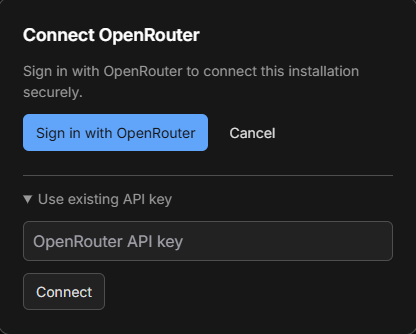 Connect OpenRouter
Sign in with OpenRouter to connect this installation
securely.
Sign in with OpenRouter Cancel
▼ Use existing API key
OpenRouter API key
Connect